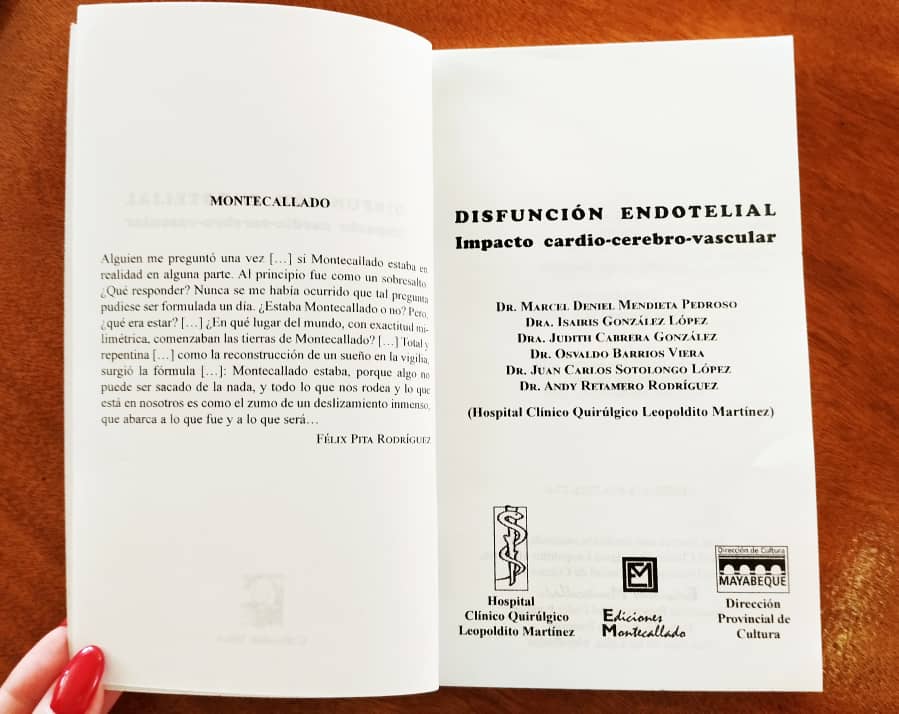 MONTECALLADO
Alguien me preguntó una vez […] si Montecallado estaba en
realidad en alguna parte. Al principio fue como un sobresalto
¿Qué responder? Nunca se me había ocurrido que tal pregunta
pudiese ser formulada un día. ¿Estaba Montecallado o no? Pero,
¿qué era estar? […] ¿En qué lugar del mundo, con exactitud mi-
limétrica, comenzaban las tierras de Montecallado? […] Total y
repentina […] como la reconstrucción de un sueño en la vigilia,
surgió la fórmula […]: Montecallado estaba, porque algo no
puede ser sacado de la nada, y todo lo que nos rodea y lo que
está en nosotros es como el zumo de un deslizamiento inmenso,
que abarca a lo que fue y a lo que será…
FÉLIX PITA RODRÍGUEZ
DISFUNCIÓN ENDOTELIAL
Impacto cardio-cerebro-vascular
DR. MARCEL DENIEL MENDIETA PEDROSO
DRA. ISAIRIS GONZÁLEZ LÓPEZ
DRA. JUDITH CABRERA GONZÁLEZ
DR. OSVALDO BARRIOS VIERA
DR. JUAN CARLOS SOTOLONGO LÓPEZ
DR. ANDY RETAMERO RODRÍGUEZ
(Hospital Clínico Quirúlgico Leopoldito Martínez)
Hospital
Clínico Quirúlgico
Leopoldito Martínez
Ediciones
Montecallado
Dirección de Cultura
MAYABEQUE
Dirección
Provincial de
Cultura